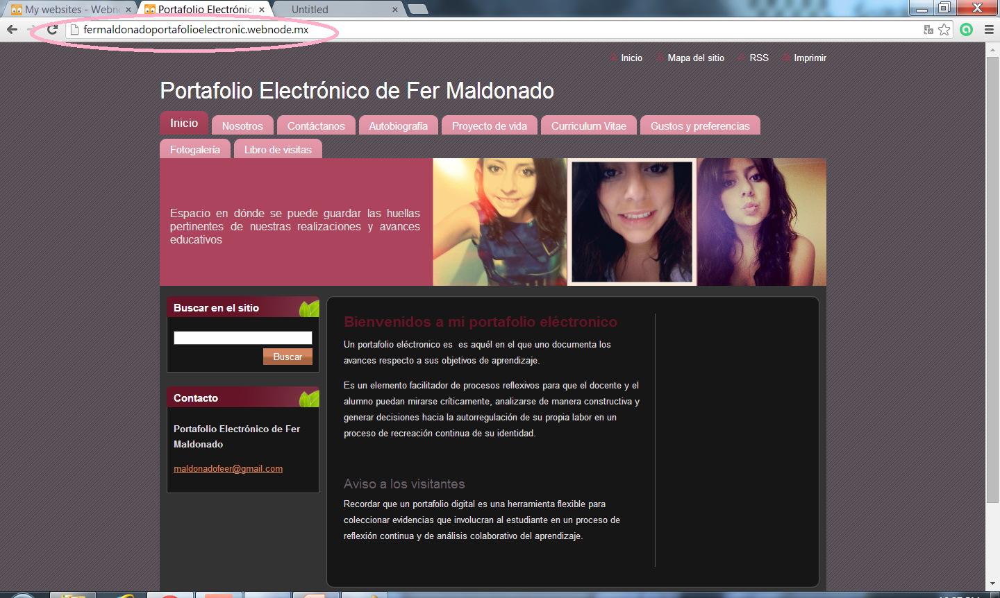 My websites - Webn
Portafolio Electrónic
Untitled
fermaldonadoportafolioelectronic.webnode.mx
Inicio
Mapa del sitio
RSS
Imprimir
Portafolio Electrónico de Fer Maldonado
Inicio
Nosotros
Contáctanos
Autobiografía
Proyecto de vida
Curriculum Vitae
Gustos y preferencias
Fotogalería
Libro de visitas
Espacio en dónde se puede guardar las huellas
pertinentes de nuestras realizaciones y avances
educativos
Buscar en el sitio
Buscar
Contacto
Portafolio Electrónico de Fer
Maldonado
maldonadofeer@gmail.com
Bienvenidos a mi portafolio eléctronico
Un portafolio eléctronico es  es aquél en el que uno documenta los
avances respecto a sus objetivos de aprendizaje.
Es un elemento facilitador de procesos reflexivos para que el docente y el
alumno puedan mirarse críticamente, analizarse de manera constructiva y
generar decisiones hacia la autorregulación de su propia labor en un
proceso de recreación continua de su identidad.
Aviso a los visitantes
Recordar que un portafolio digital es una herramienta flexible para
coleccionar evidencias que involucran al estudiante en un proceso de
reflexión continua y de análisis colaborativo del aprendizaje.